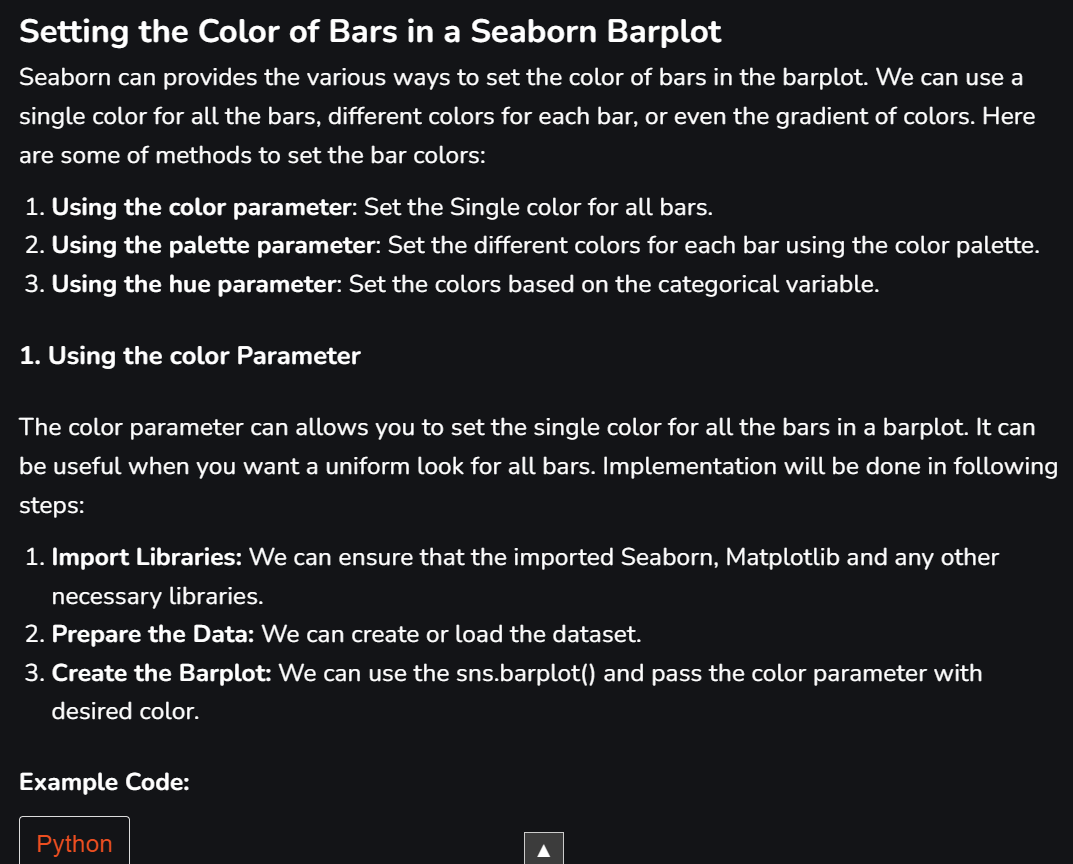 Setting the Color of Bars in a Seaborn Barplot
Seaborn can provides the various ways to set the color of bars in the barplot. We can use a
single color for all the bars, different colors for each bar, or even the gradient of colors. Here
are some of methods to set the bar colors:
1. Using the color parameter: Set the Single color for all bars.
2. Using the palette parameter: Set the different colors for each bar using the color palette.
3. Using the hue parameter: Set the colors based on the categorical variable.
1. Using the color Parameter
The color parameter can allows you to set the single color for all the bars in a barplot. It can
be useful when you want a uniform look for all bars. Implementation will be done in following
steps:
1. Import Libraries: We can ensure that the imported Seaborn, Matplotlib and any other
necessary libraries.
2. Prepare the Data: We can create or load the dataset.
3. Create the Barplot: We can use the sns.barplot() and pass the color parameter with
desired color.
Example Code:
Python